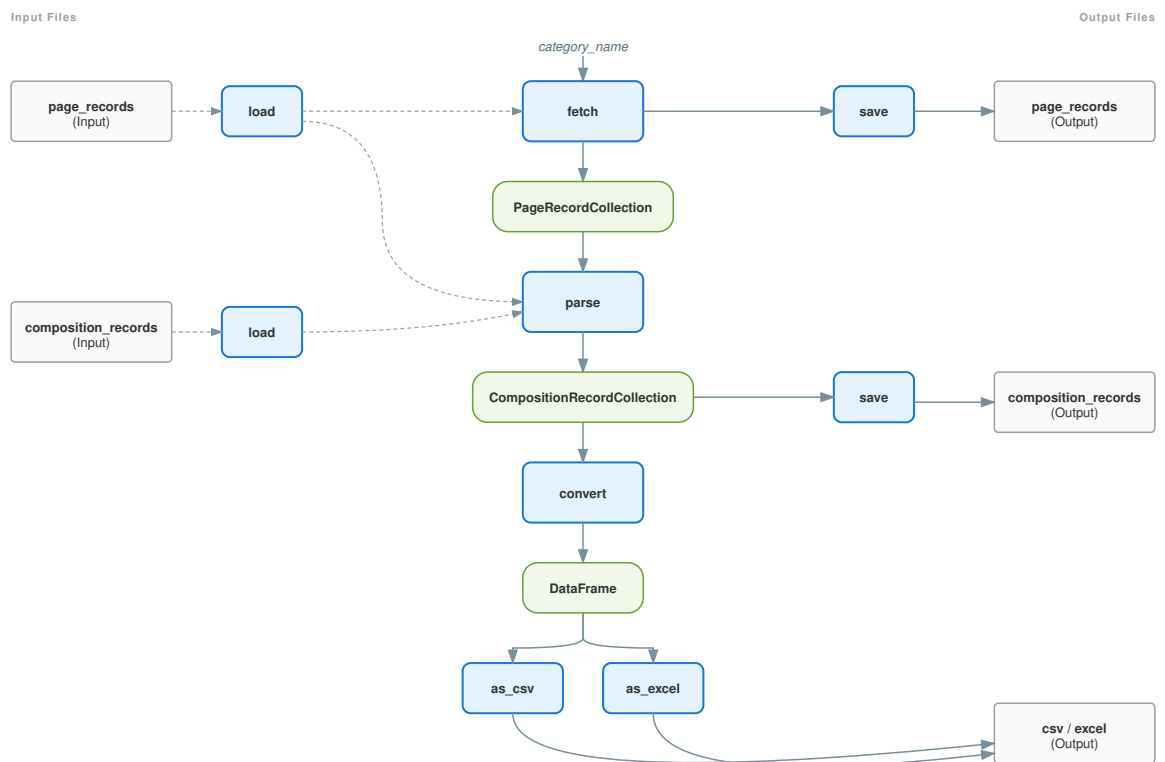 Input Files
Output Files
category_name
page_records
(Input)
load
fetch
save
page_records
(Output)
PageRecordCollection
parse
composition_records
(Input)
load
CompositionRecordCollection
save
composition_records
(Output)
convert
DataFrame
as_csv
as_excel
csv / excel
(Output)